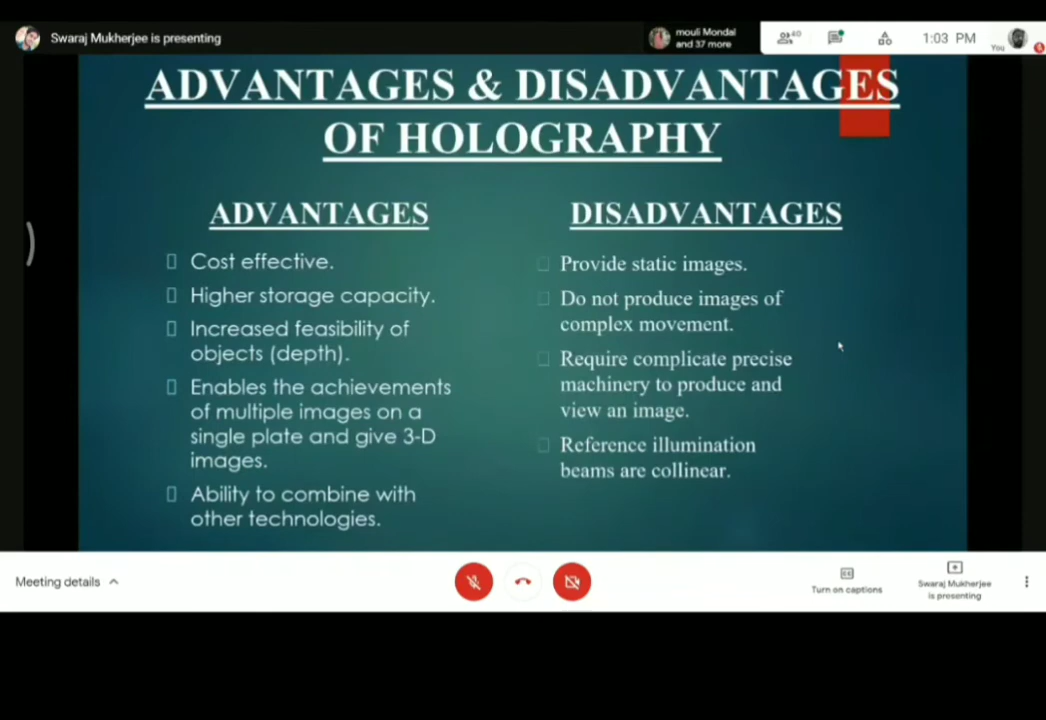 Swaraj Mukherjee is presenting
mouli Mondal
and 37 more
40
1:03 PM
You
ADVANTAGES & DISADVANTAGES
OF HOLOGRAPHY
ADVANTAGES
Cost effective.
Higher storage capacity.
Increased feasibility of
objects (depth).
Enables the achievements
of multiple images on a
single plate and give 3-D
images.
Ability to combine with
other technologies.
DISADVANTAGES
Provide static images.
Do not produce images of
complex movement.
Require complicate precise
machinery to produce and
view an image.
Reference illumination
beams are collinear.
Meeting details
Turn on captions
Swaraj Mukherjee
is presenting